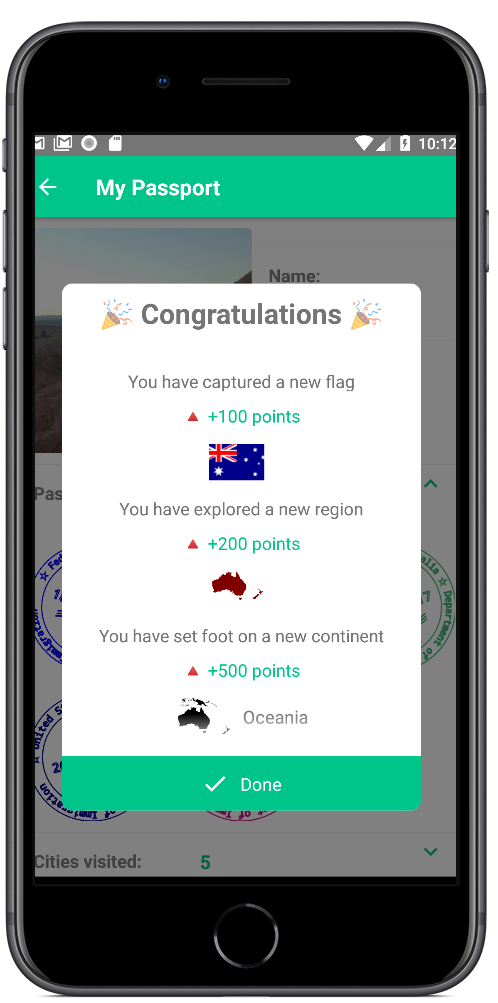 10:12
My Passport
Name:
Congratulations
You have captured a new flag
+100 points
You have explored a new region
+200 points
You have set foot on a new continent
+500 points
Oceania
Done
Cities visited:
5